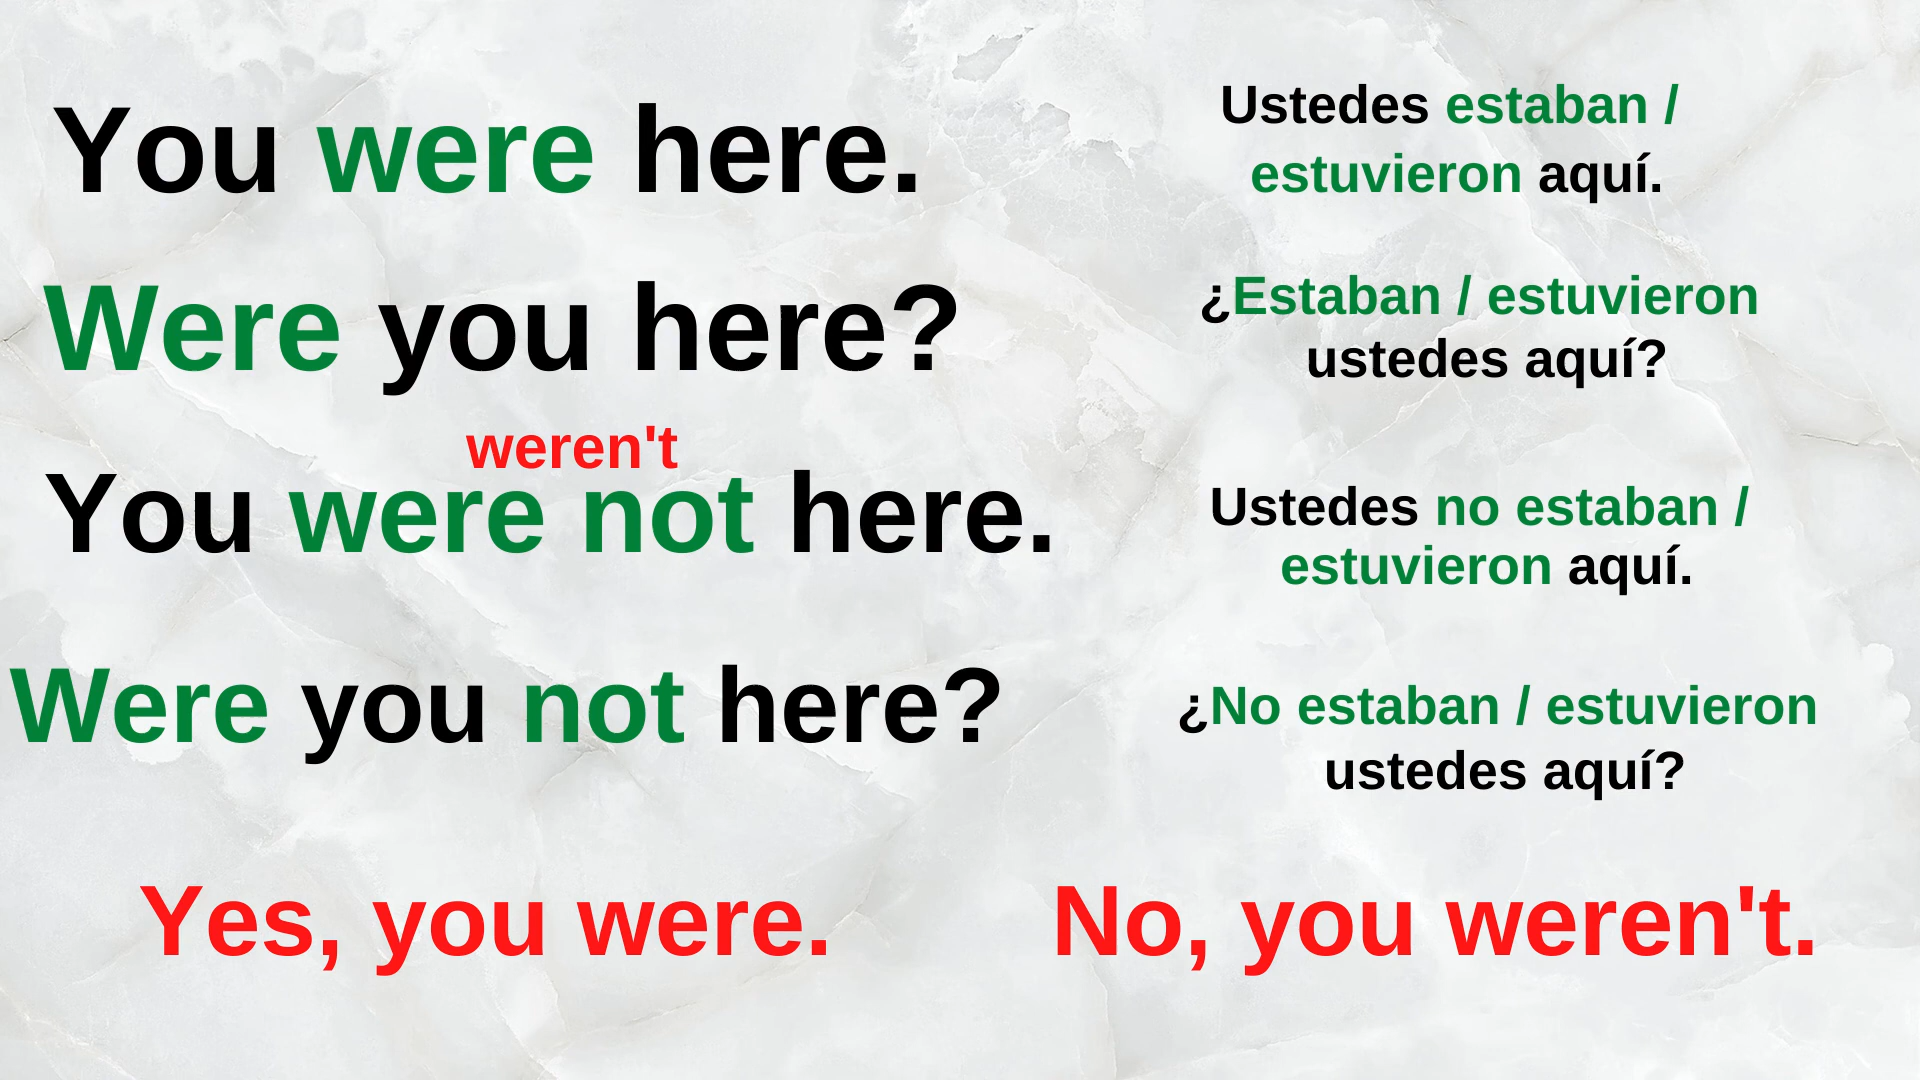 You were here.
Ustedes estaban /
estuvieron aquí.
Were you here?
¿Estaban / estuvieron
ustedes aquí?
weren't
You were not here.
Ustedes no estaban /
estuvieron aquí.
Were you not here?
¿No estaban / estuvieron
ustedes aquí?
Yes, you were.
No, you weren't.